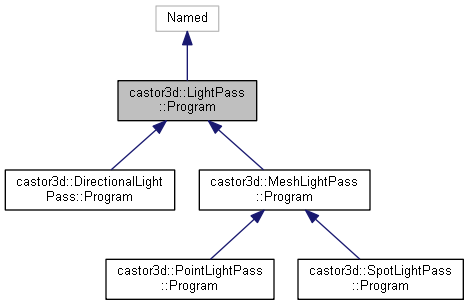 Named
castor3d::LightPass
::Program
castor3d::DirectionalLight
Pass::Program
castor3d::MeshLightPass
::Program
castor3d::PointLightPass
::Program
castor3d::SpotLightPass
::Program